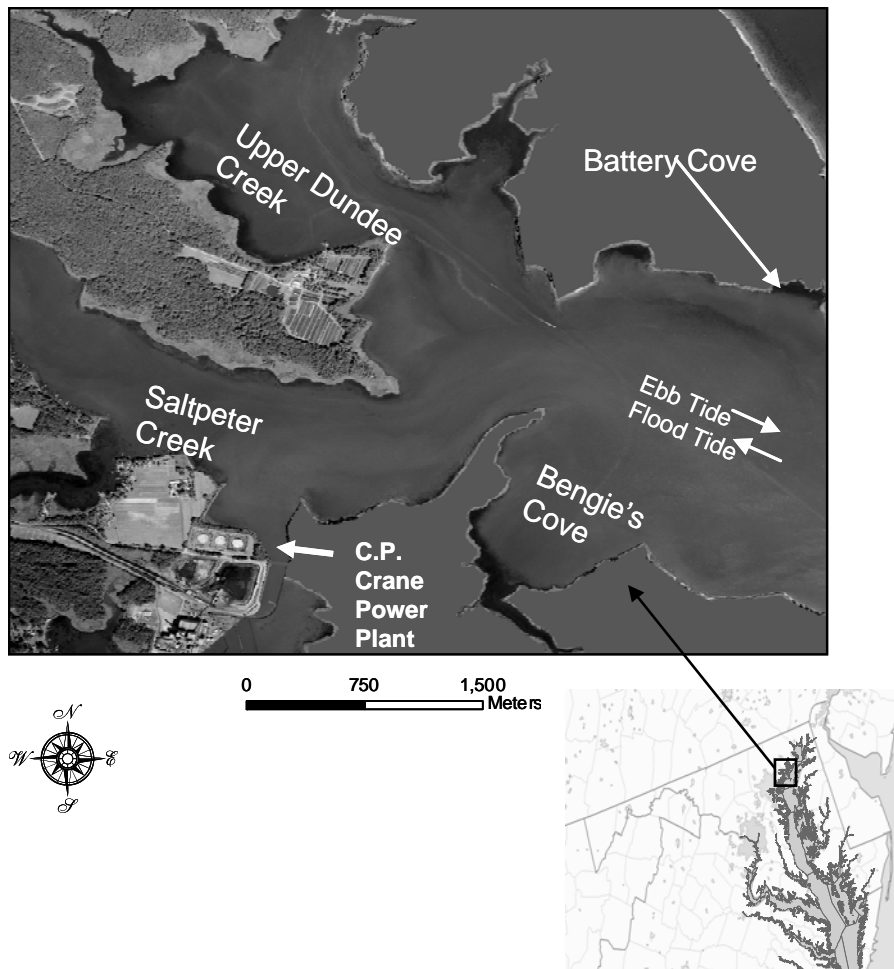 Upper Dundee
Creek
Battery Cove
Ebb Tide
Flood Tide
Saltpeter
Creek
Bengie's
Cove
C.P.
Crane
Power
Plant
0 750 1,500
Meters
N
W E
S